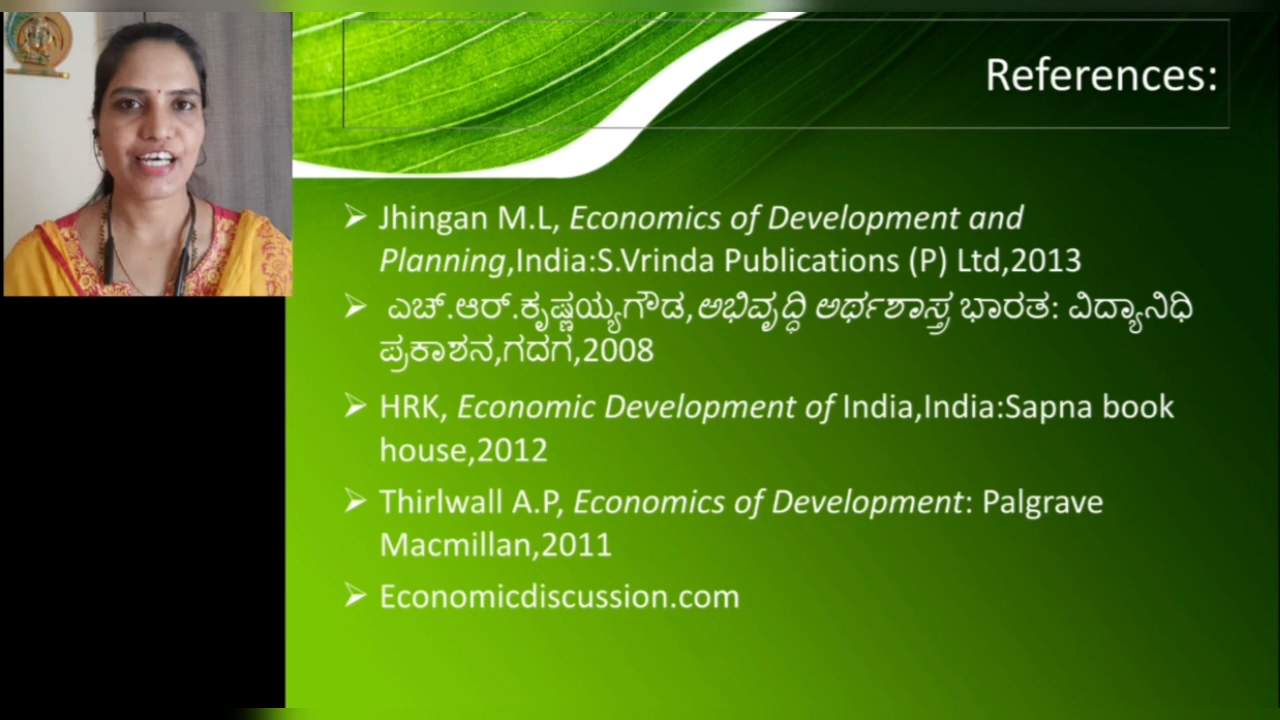 References:
➢ Jhingan M.L, Economics of Development and
Planning,India:S.Vrinda Publications (P) Ltd,2013
➢ ಎಚ್.ಆರ್.ಕೃಷ್ಣಯ್ಯಗೌಡ,ಅಭಿವೃದ್ಧಿ ಅರ್ಥಶಾಸ್ತ್ರ ಭಾರತ: ವಿದ್ಯಾನಿಧಿ
ಪ್ರಕಾಶನ,ಗದಗ,2008
➢ HRK, Economic Development of India,India:Sapna book
house,2012
➢ Thirlwall A.P, Economics of Development: Palgrave
Macmillan,2011
➢ Economicdiscussion.com